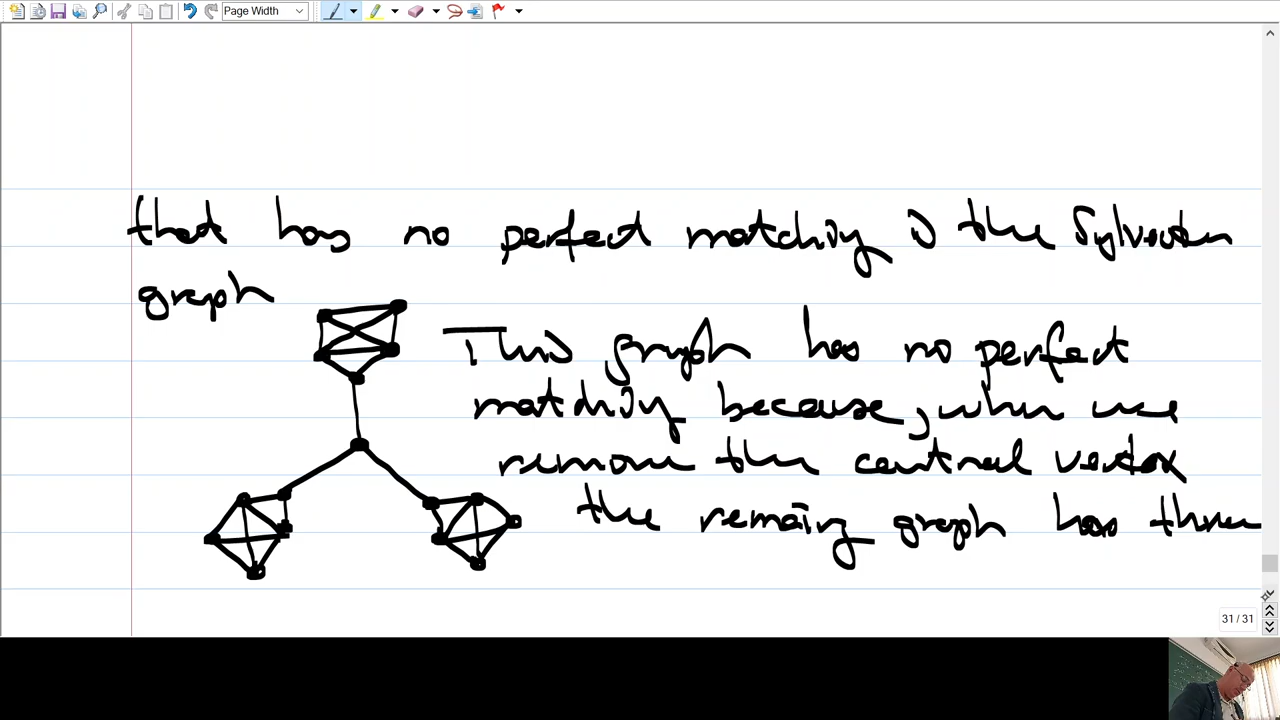 Page Width
that has no perfect matching is the Sylvester
graph
This graph has no perfect
matching because, when we
remove the central vertex
the remaining graph has three
31 / 31